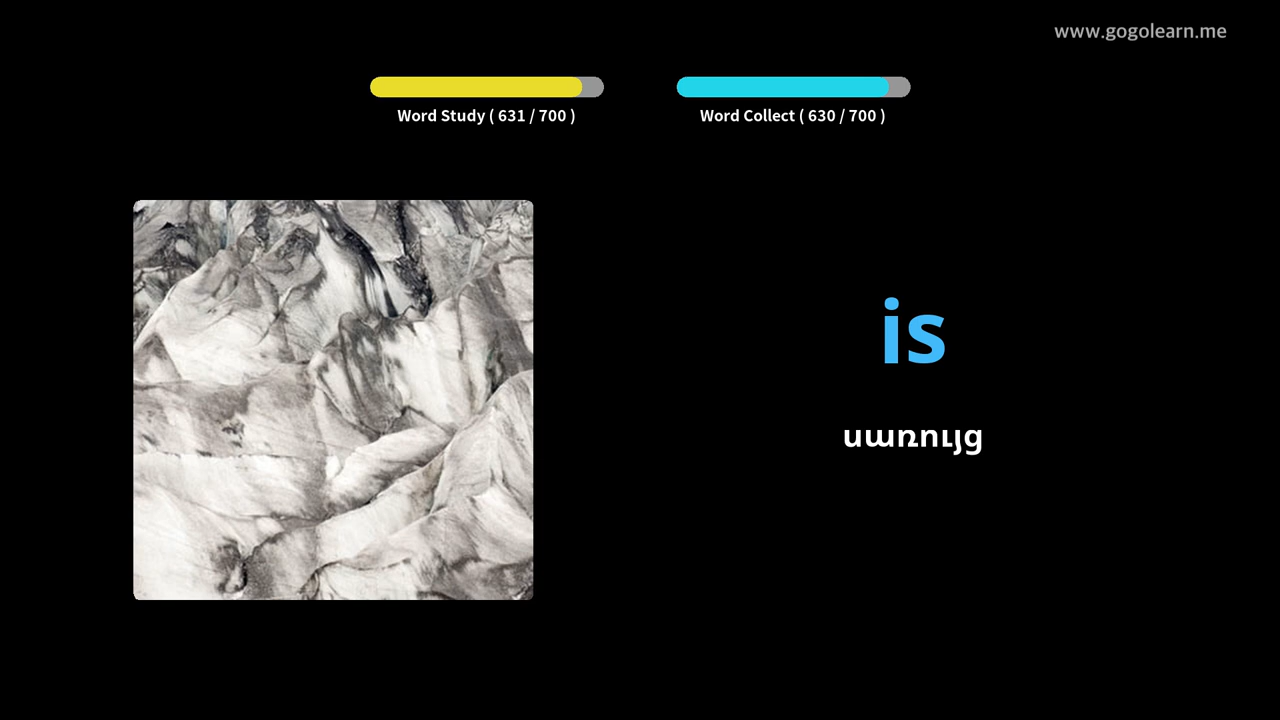 www.gogolearn.me
Word Study ( 631 / 700 )
Word Collect ( 630 / 700 )
is
սառույց